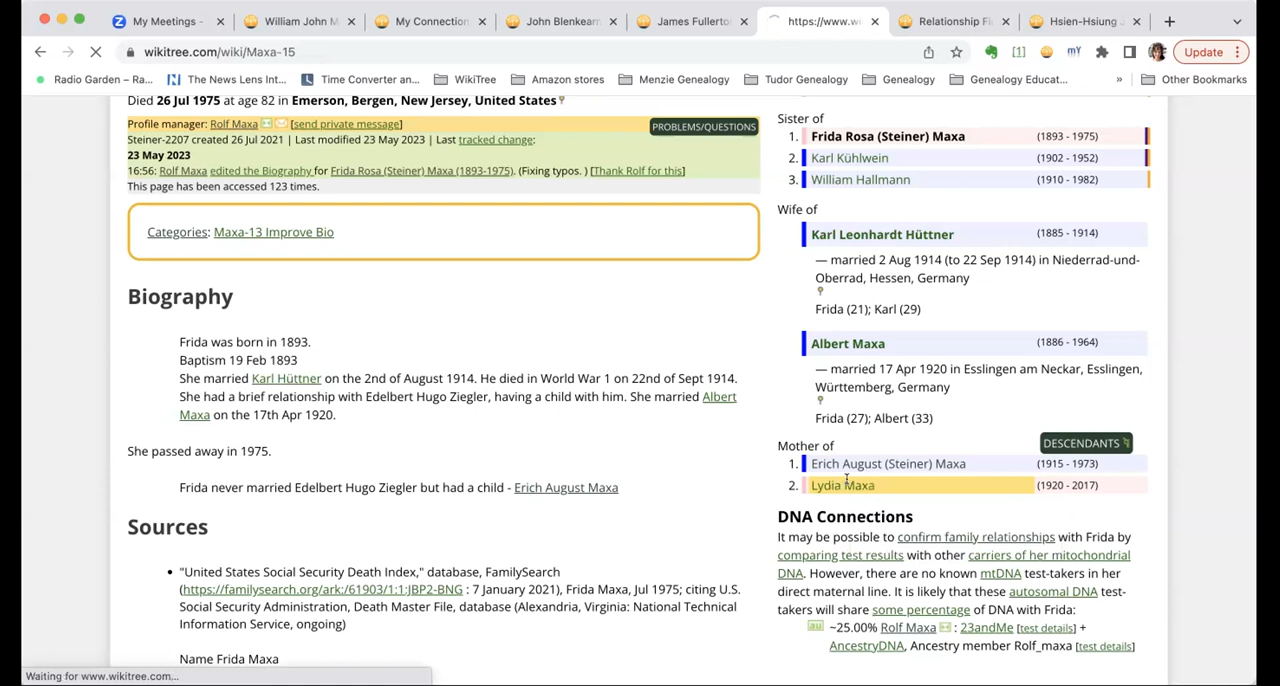 My Meetings -
William John M
My Connection
John Blenkearn
James Fullerto
https://www.wi
Relationship Fi
Hsien-Hsiung J
wikitree.com/wiki/Maxa-15
Update
Radio Garden – Ra...
The News Lens Int...
Time Converter an...
WikiTree
Amazon stores
Menzie Genealogy
Tudor Genealogy
Genealogy
Genealogy Educat...
»
Other Bookmarks
Died 26 Jul 1975 at age 82 in Emerson, Bergen, New Jersey, United States
Profile manager: Rolf Maxa [send private message]
PROBLEMS/QUESTIONS
Steiner-2207 created 26 Jul 2021 | Last modified 23 May 2023 | Last tracked change:
23 May 2023
16:56: Rolf Maxa edited the Biography for Frida Rosa (Steiner) Maxa (1893-1975). (Fixing typos. ) [Thank Rolf for this]
This page has been accessed 123 times.
Categories: Maxa-13 Improve Bio
Biography
Frida was born in 1893.
Baptism 19 Feb 1893
She married Karl Hüttner on the 2nd of August 1914. He died in World War 1 on 22nd of Sept 1914.
She had a brief relationship with Edelbert Hugo Ziegler, having a child with him. She married Albert
Maxa on the 17th Apr 1920.
She passed away in 1975.
Frida never married Edelbert Hugo Ziegler but had a child - Erich August Maxa
Sources
• "United States Social Security Death Index," database, FamilySearch
(https://familysearch.org/ark:/61903/1:1:JBP2-BNG : 7 January 2021), Frida Maxa, Jul 1975; citing U.S.
Social Security Administration, Death Master File, database (Alexandria, Virginia: National Technical
Information Service, ongoing)
Name Frida Maxa
Sister of
1. Frida Rosa (Steiner) Maxa (1893 - 1975)
2. Karl Kühlwein (1902 - 1952)
3. William Hallmann (1910 - 1982)
Wife of
Karl Leonhardt Hüttner (1885 - 1914)
— married 2 Aug 1914 (to 22 Sep 1914) in Niederrad-und-
Oberrad, Hessen, Germany
Frida (21); Karl (29)
Albert Maxa (1886 - 1964)
— married 17 Apr 1920 in Esslingen am Neckar, Esslingen,
Württemberg, Germany
Frida (27); Albert (33)
Mother of
DESCENDANTS
1. Erich August (Steiner) Maxa (1915 - 1973)
2. Lydia Maxa (1920 - 2017)
DNA Connections
It may be possible to confirm family relationships with Frida by
comparing test results with other carriers of her mitochondrial
DNA. However, there are no known mtDNA test-takers in her
direct maternal line. It is likely that these autosomal DNA test-
takers will share some percentage of DNA with Frida:
au ~25.00% Rolf Maxa : 23andMe [test details] +
AncestryDNA, Ancestry member Rolf_maxa [test details]
Waiting for www.wikitree.com...